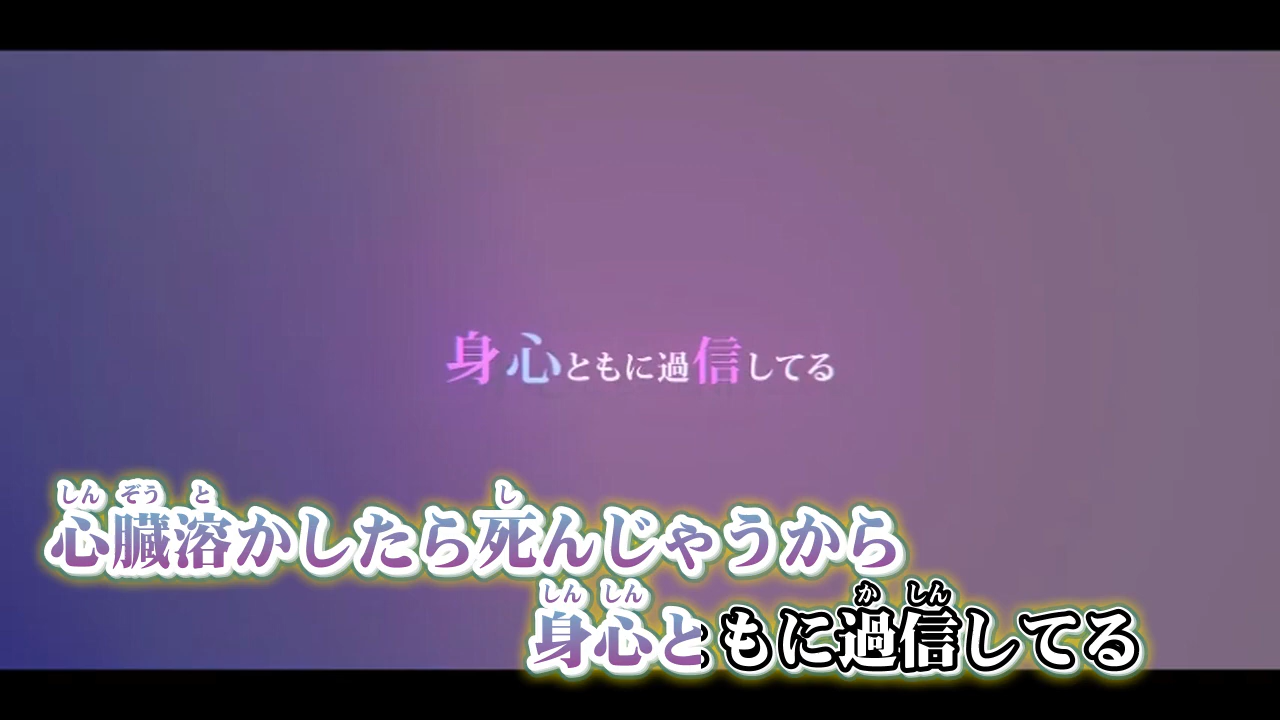 身心ともに過信してる
しん ぞう と し
心臓溶かしたら死んじゃうから
しん しん か しん
身心ともに過信してる